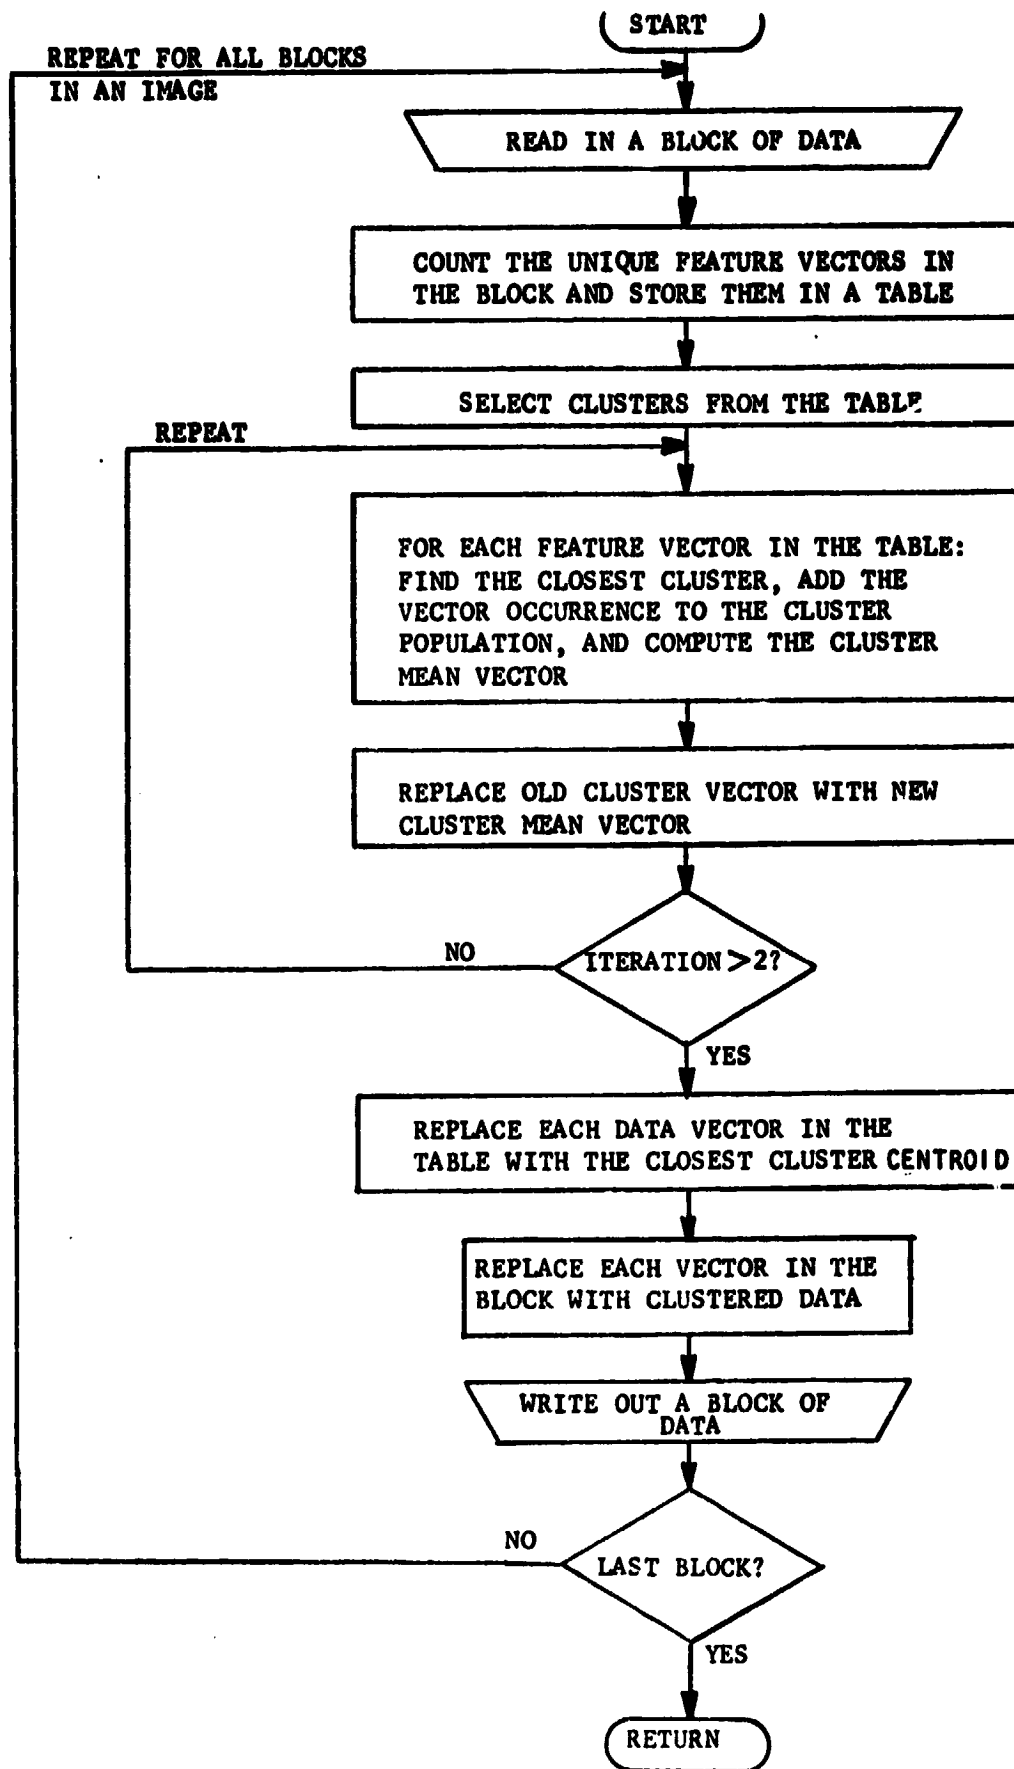 START
REPEAT FOR ALL BLOCKS
IN AN IMAGE
READ IN A BLOCK OF DATA
COUNT THE UNIQUE FEATURE VECTORS IN
THE BLOCK AND STORE THEM IN A TABLE
SELECT CLUSTERS FROM THE TABLE
REPEAT
FOR EACH FEATURE VECTOR IN THE TABLE:
FIND THE CLOSEST CLUSTER, ADD THE
VECTOR OCCURRENCE TO THE CLUSTER
POPULATION, AND COMPUTE THE CLUSTER
MEAN VECTOR
REPLACE OLD CLUSTER VECTOR WITH NEW
CLUSTER MEAN VECTOR
NO
ITERATION >2?
YES
REPLACE EACH DATA VECTOR IN THE
TABLE WITH THE CLOSEST CLUSTER CENTROID
REPLACE EACH VECTOR IN THE
BLOCK WITH CLUSTERED DATA
WRITE OUT A BLOCK OF
DATA
NO
LAST BLOCK?
YES
RETURN